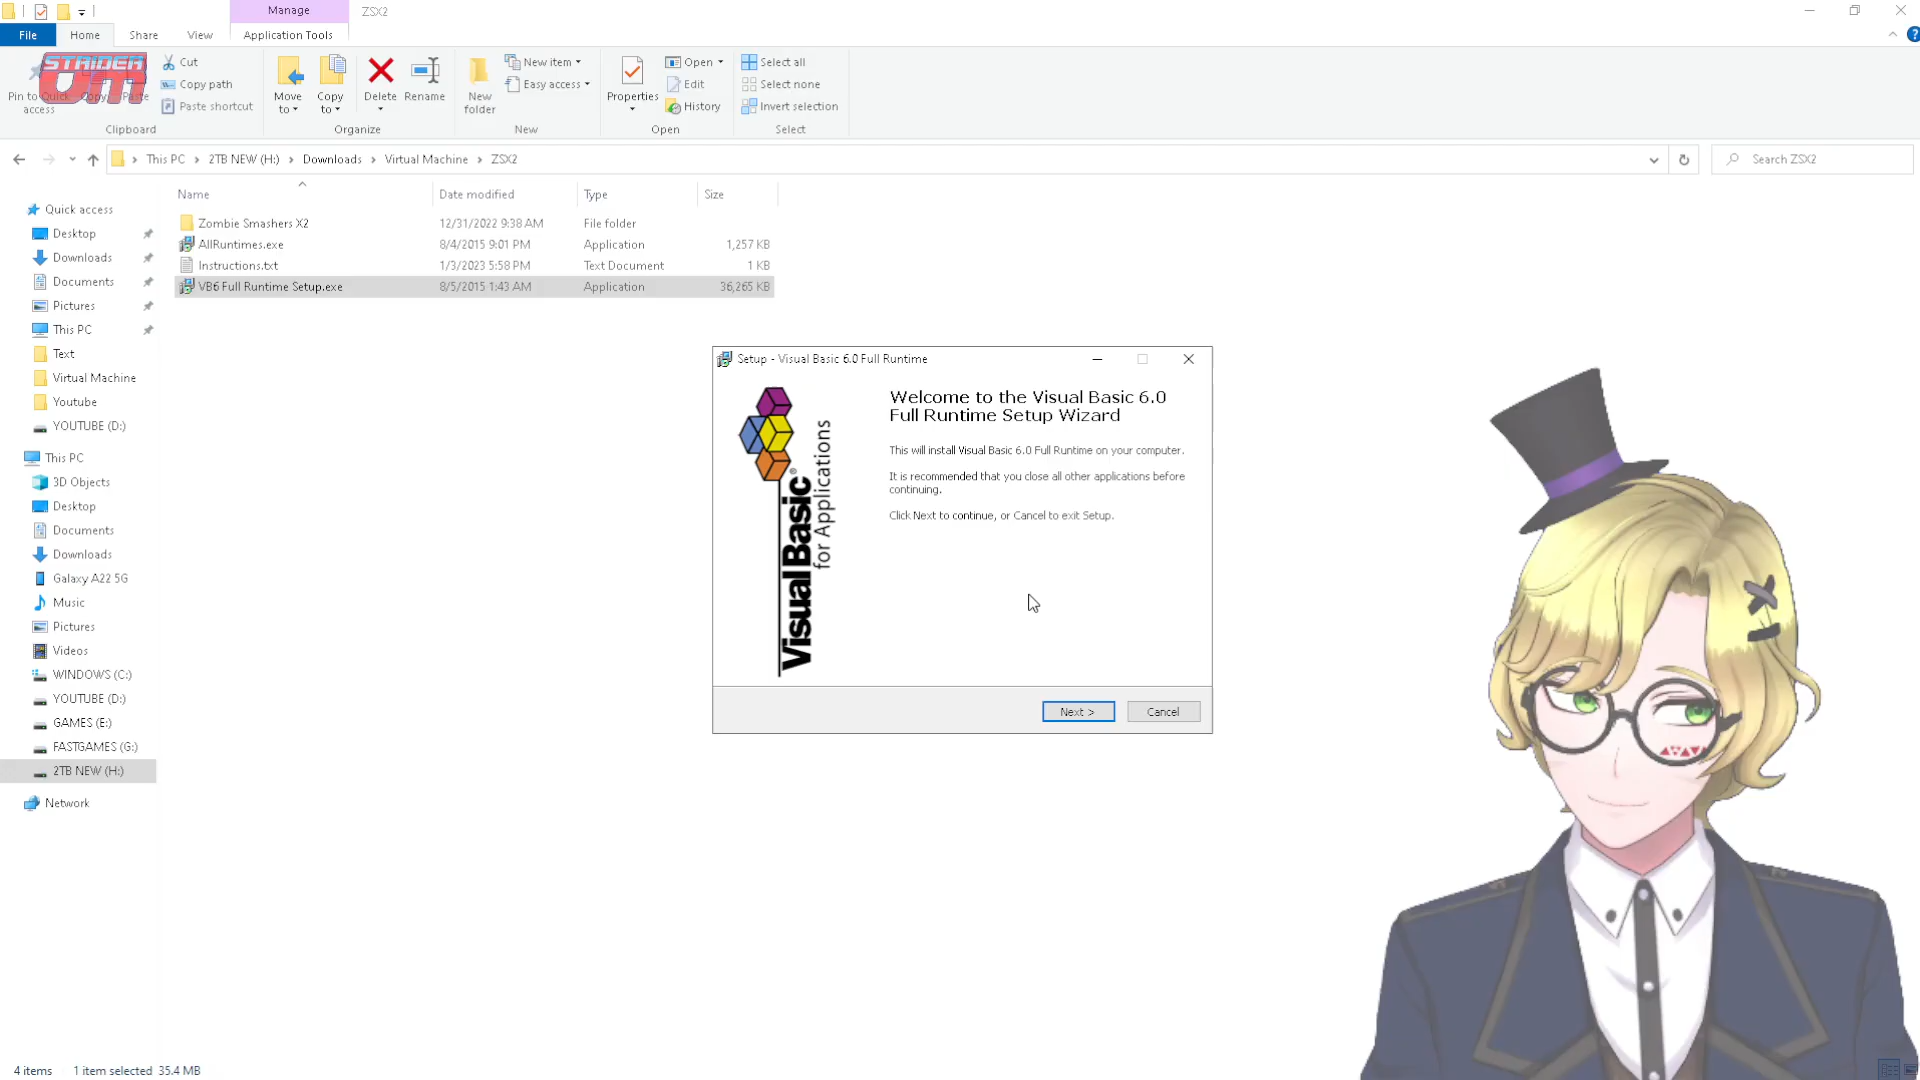 Manage
ZSX2
File
Home
Share
View
Application Tools
STRIDER
VM
Pin to Quick access
Copy
Paste
Cut
Copy path
Paste shortcut
Clipboard
Move to
Copy to
Delete
Rename
Organize
New folder
New item
Easy access
New
Properties
Open
Edit
History
Open
Select all
Select none
Invert selection
Select
This PC
2TB NEW (H:)
Downloads
Virtual Machine
ZSX2
Search ZSX2
Name
Date modified
Type
Size
Zombie Smashers X2 12/31/2022 9:38 AM File folder
AllRuntimes.exe 8/4/2015 9:01 PM Application 1,257 KB
Instructions.txt 1/3/2023 5:58 PM Text Document 1 KB
VB6 Full Runtime Setup.exe 8/5/2015 1:43 AM Application 36,265 KB
Quick access
Desktop
Downloads
Documents
Pictures
This PC
Text
Virtual Machine
Youtube
YOUTUBE (D:)
This PC
3D Objects
Desktop
Documents
Downloads
Galaxy A22 5G
Music
Pictures
Videos
WINDOWS (C:)
YOUTUBE (D:)
GAMES (E:)
FASTGAMES (G:)
2TB NEW (H:)
Network
Setup - Visual Basic 6.0 Full Runtime
Visual Basic®
for Applications
Welcome to the Visual Basic 6.0
Full Runtime Setup Wizard
This will install Visual Basic 6.0 Full Runtime on your computer.
It is recommended that you close all other applications before
continuing.
Click Next to continue, or Cancel to exit Setup.
Next >
Cancel
4 items
1 item selected 35.4 MB